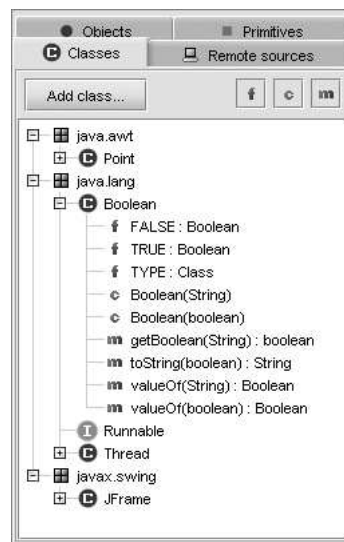 Objects Primitives
Classes Remote sources
Add class... f c m
java.awt
C Point
java.lang
C Boolean
f FALSE : Boolean
f TRUE : Boolean
f TYPE : Class
c Boolean(String)
c Boolean(boolean)
m getBoolean(String) : boolean
m toString(boolean) : String
m valueOf(String) : Boolean
m valueOf(boolean) : Boolean
I Runnable
C Thread
javax.swing
C JFrame